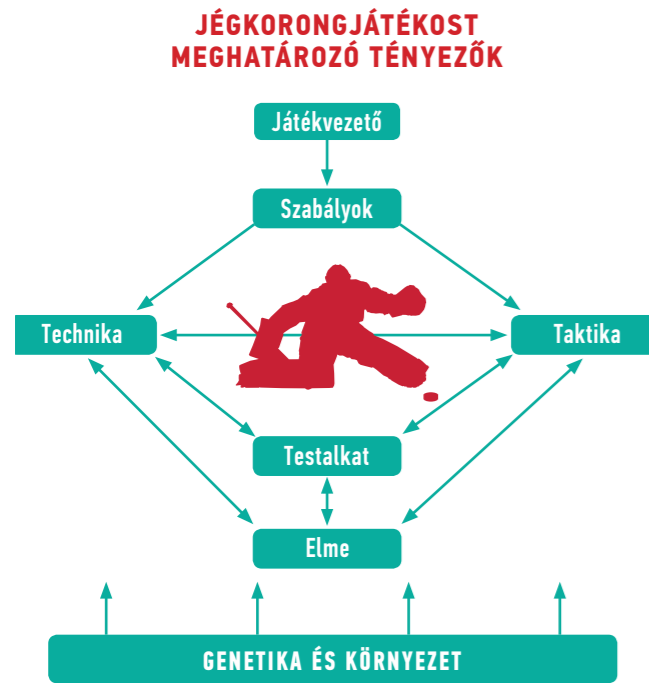 JÉGKORONGJÁTÉKOST
MEGHATÁROZÓ TÉNYEZŐK
Játékvezető
Szabályok
Technika
Taktika
Testalkat
Elme
GENETIKA ÉS KÖRNYEZET